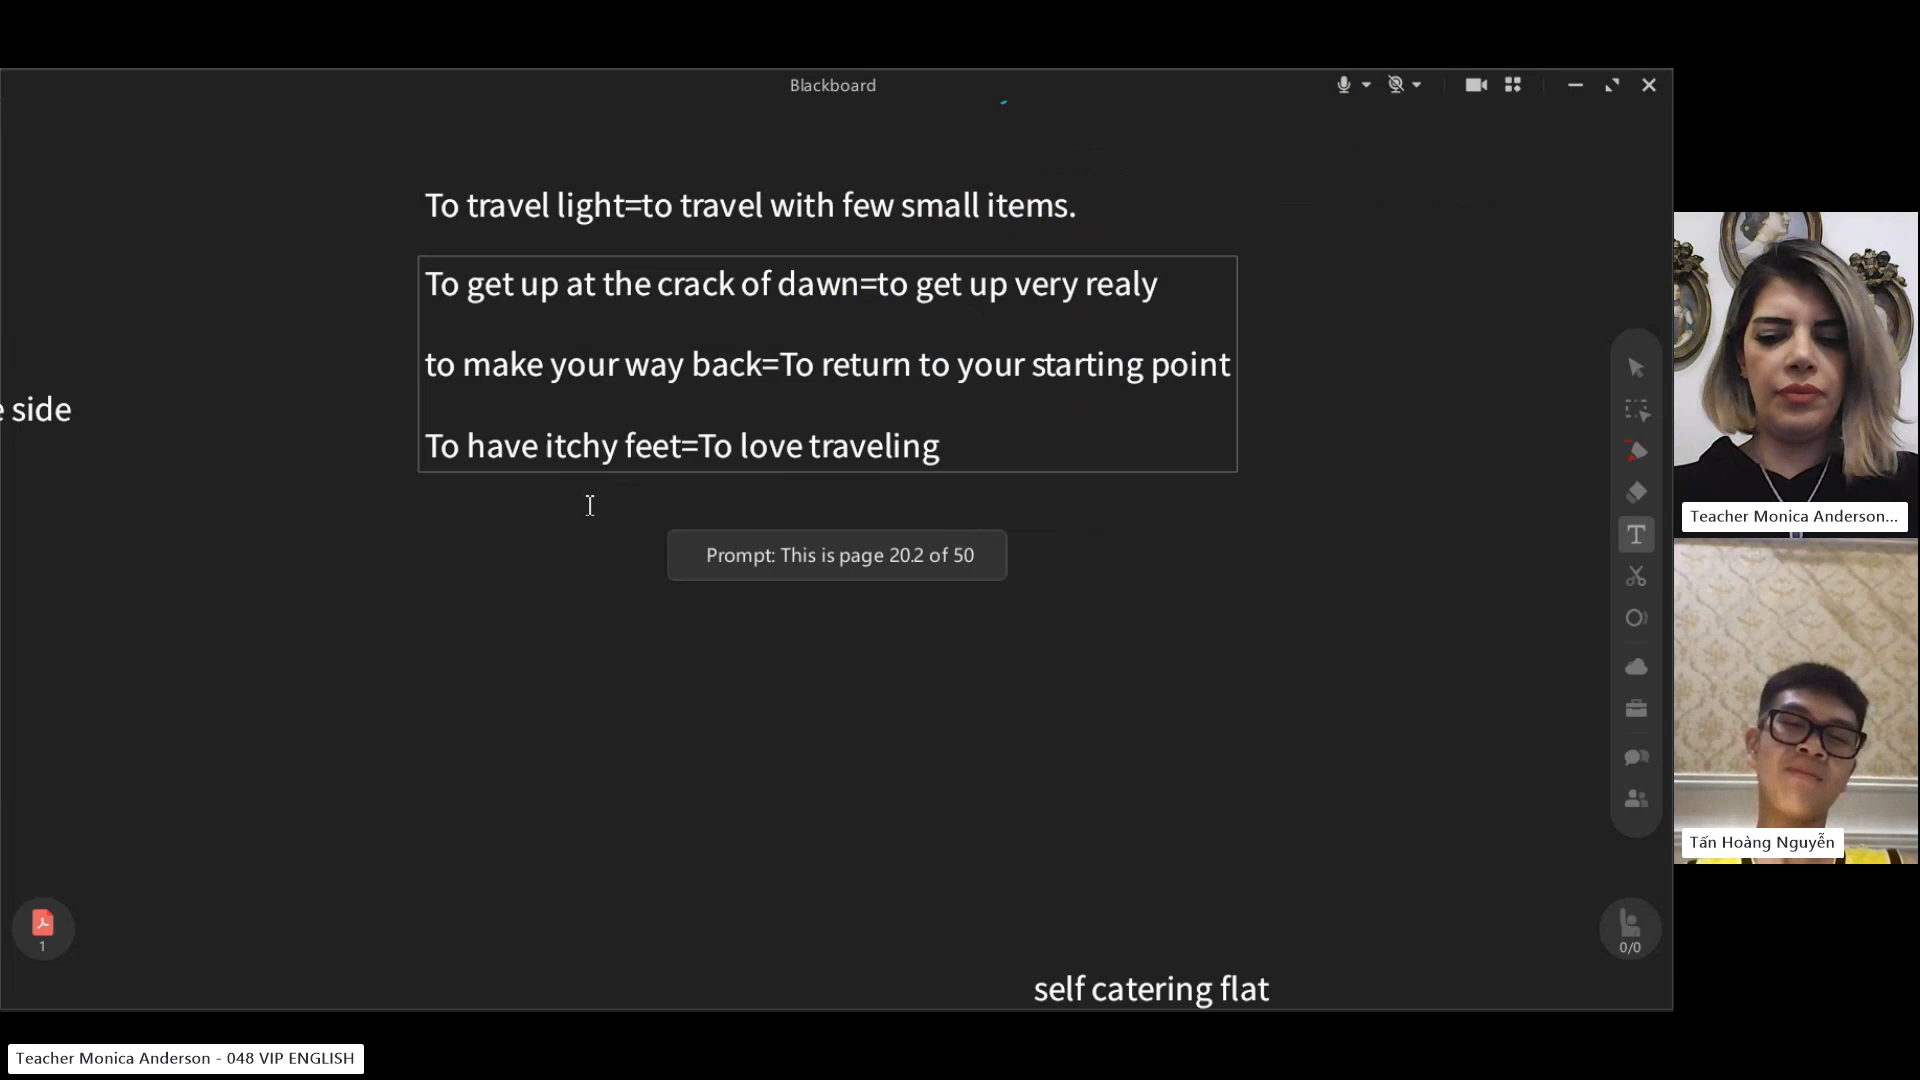 Blackboard
To travel light=to travel with few small items.
To get up at the crack of dawn=to get up very realy
to make your way back=To return to your starting point
e side
To have itchy feet=To love traveling
Prompt: This is page 20.2 of 50
self catering flat
1
0/0
Teacher Monica Anderson...
Tấn Hoàng Nguyễn
Teacher Monica Anderson - 048 VIP ENGLISH